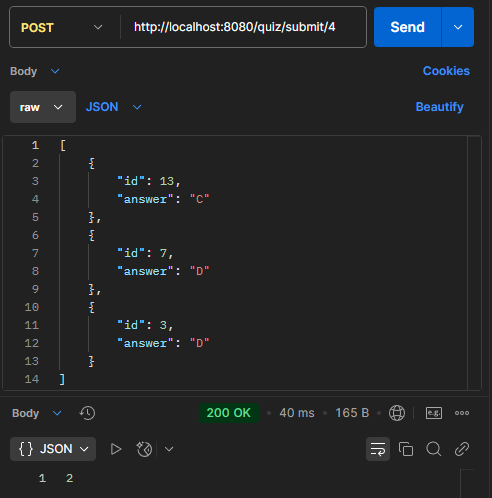 POST http://localhost:8080/quiz/submit/4 Send
Body Cookies
raw JSON Beautify
1 [
2 {
3 "id": 13,
4 "answer": "C"
5 },
6 {
7 "id": 7,
8 "answer": "D"
9 },
10 {
11 "id": 3,
12 "answer": "D"
13 }
14 ]
Body 200 OK • 40 ms • 165 B • e.g. •••
{} JSON
1 2